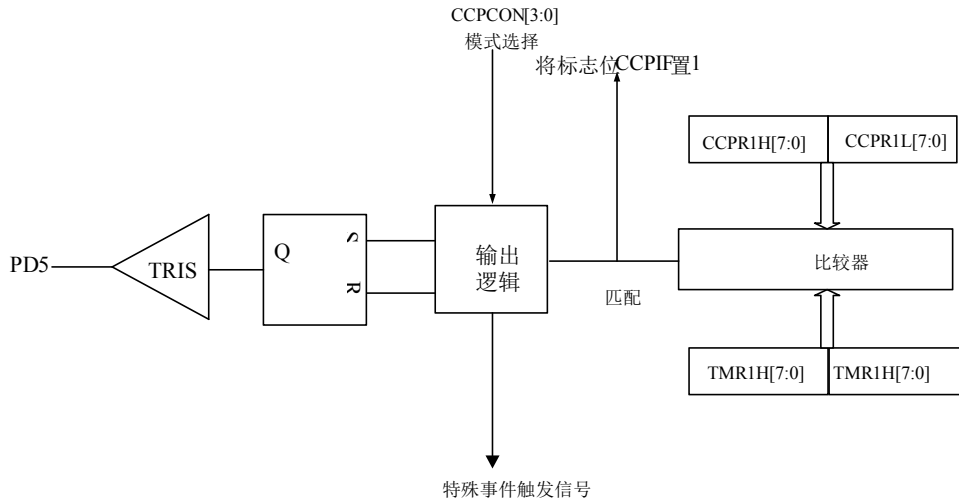 CCPCON[3:0]
模式选择
将标志位CCPIF置1
CCPR1H[7:0]
CCPR1L[7:0]
PD5
TRIS
Q
S
R
输出
逻辑
匹配
比较器
TMR1H[7:0]
TMR1H[7:0]
特殊事件触发信号